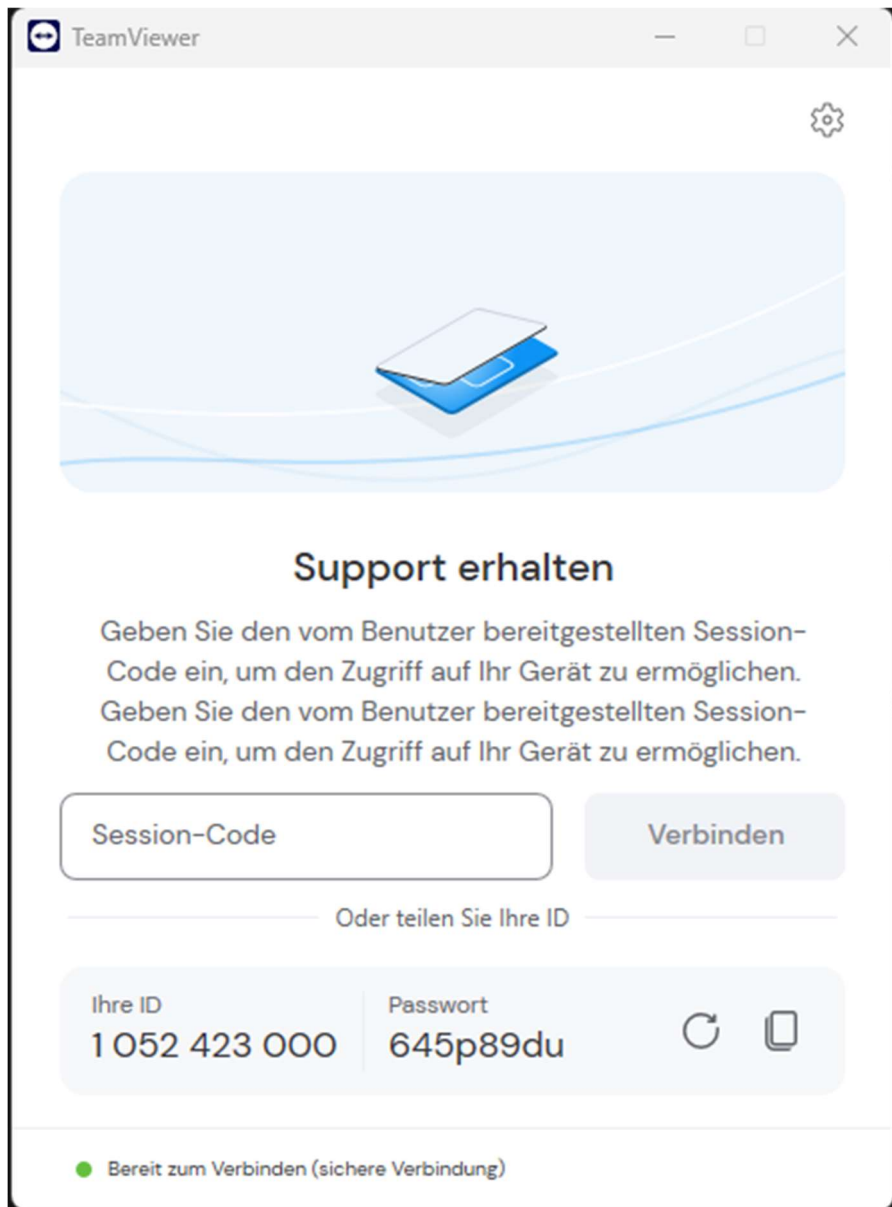 TeamViewer
Support erhalten
Geben Sie den vom Benutzer bereitgestellten Session-
Code ein, um den Zugriff auf Ihr Gerät zu ermöglichen.
Geben Sie den vom Benutzer bereitgestellten Session-
Code ein, um den Zugriff auf Ihr Gerät zu ermöglichen.
Session-Code
Verbinden
Oder teilen Sie Ihre ID
Ihre ID
1 052 423 000
Passwort
645p89du
Bereit zum Verbinden (sichere Verbindung)